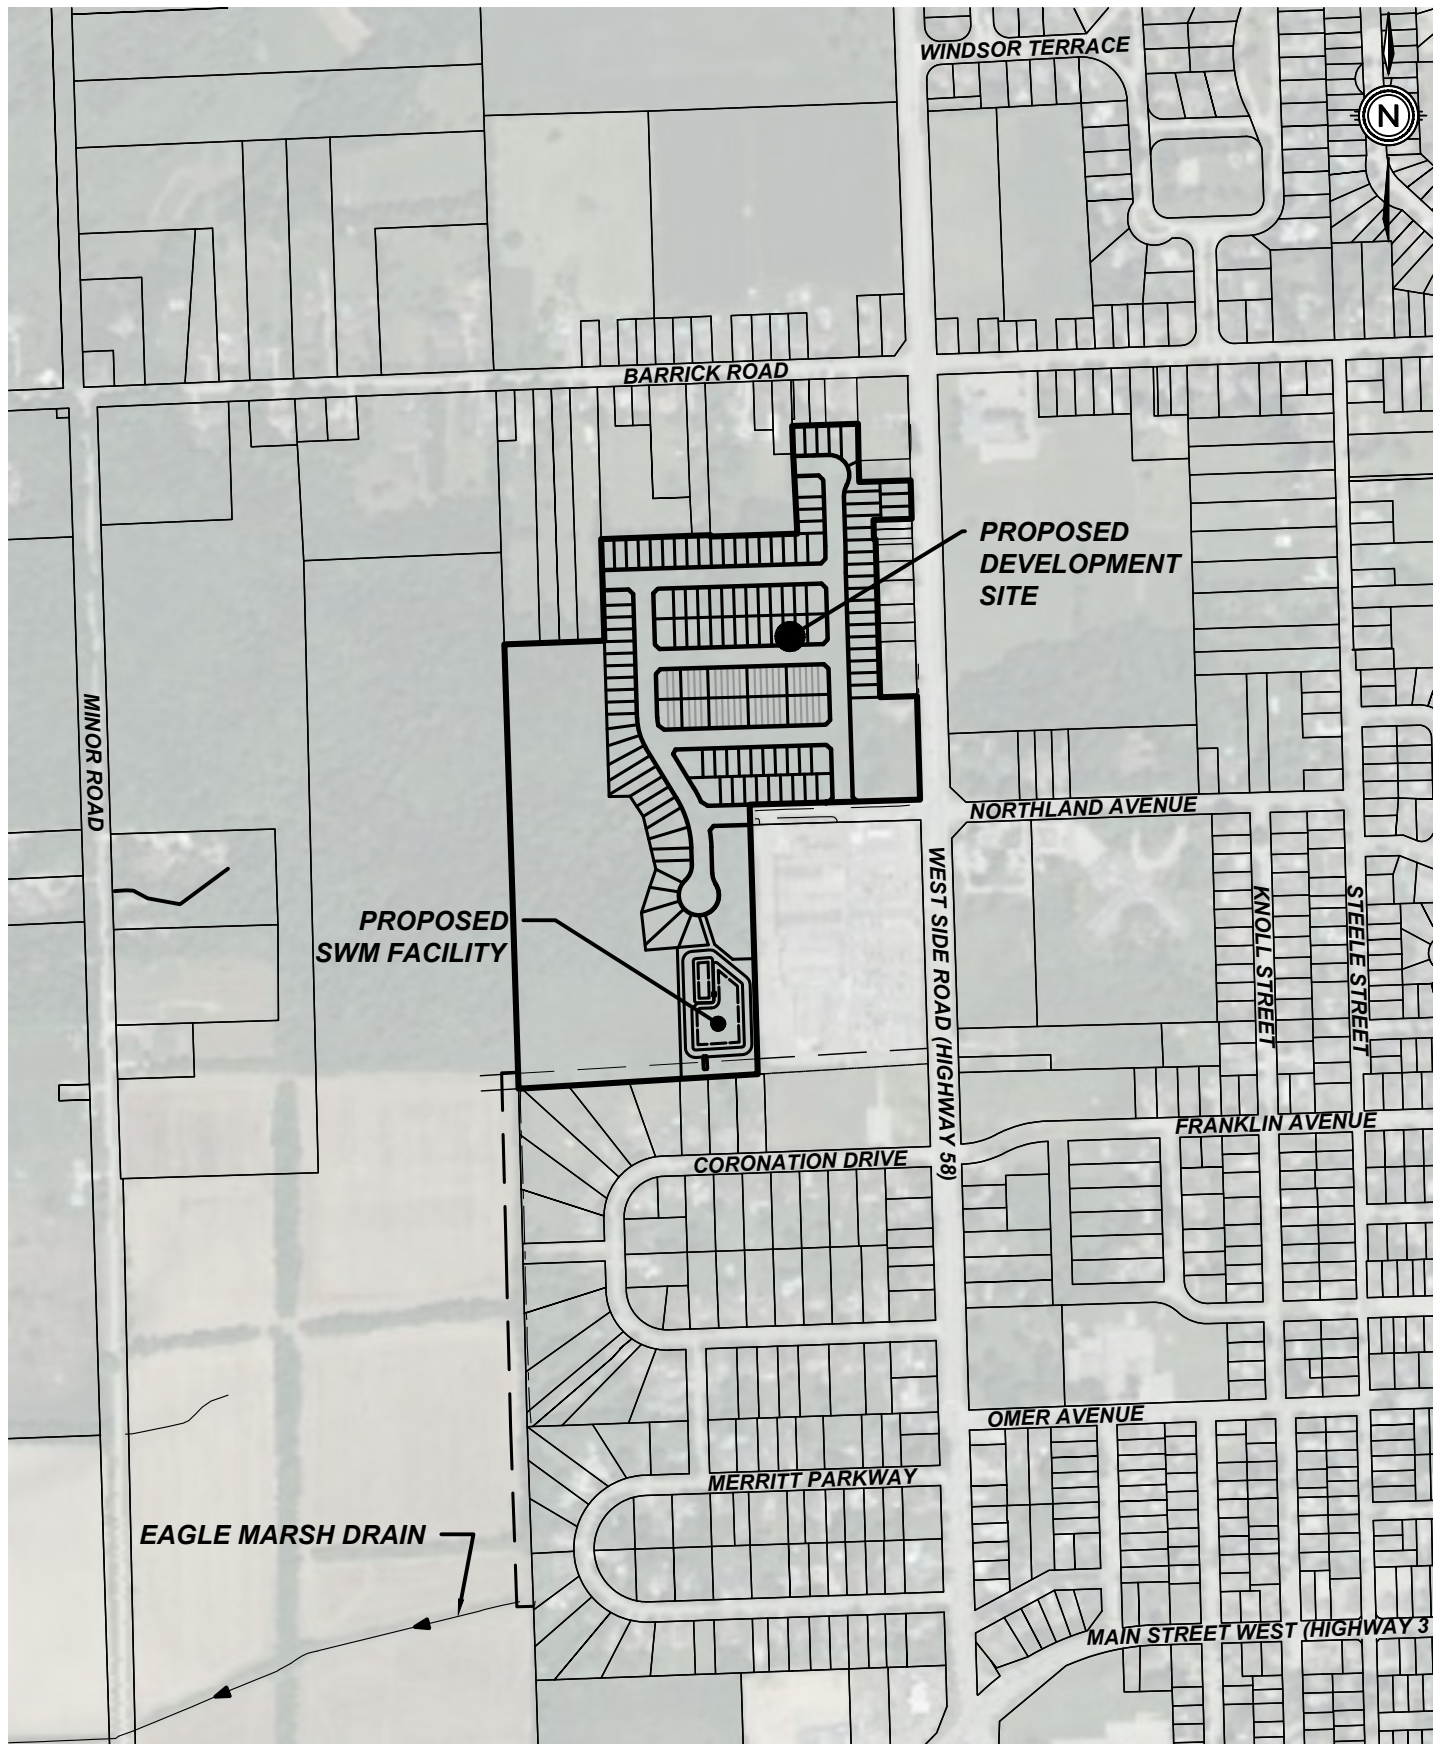 WINDSOR TERRACE
N
BARRICK ROAD
PROPOSED
DEVELOPMENT
SITE
MINOR ROAD
NORTHLAND AVENUE
WEST SIDE ROAD (HIGHWAY 58)
KNOLL STREET
STEELE STREET
PROPOSED
SWM FACILITY
FRANKLIN AVENUE
CORONATION DRIVE
OMER AVENUE
MERRITT PARKWAY
EAGLE MARSH DRAIN
MAIN STREET WEST (HIGHWAY 3